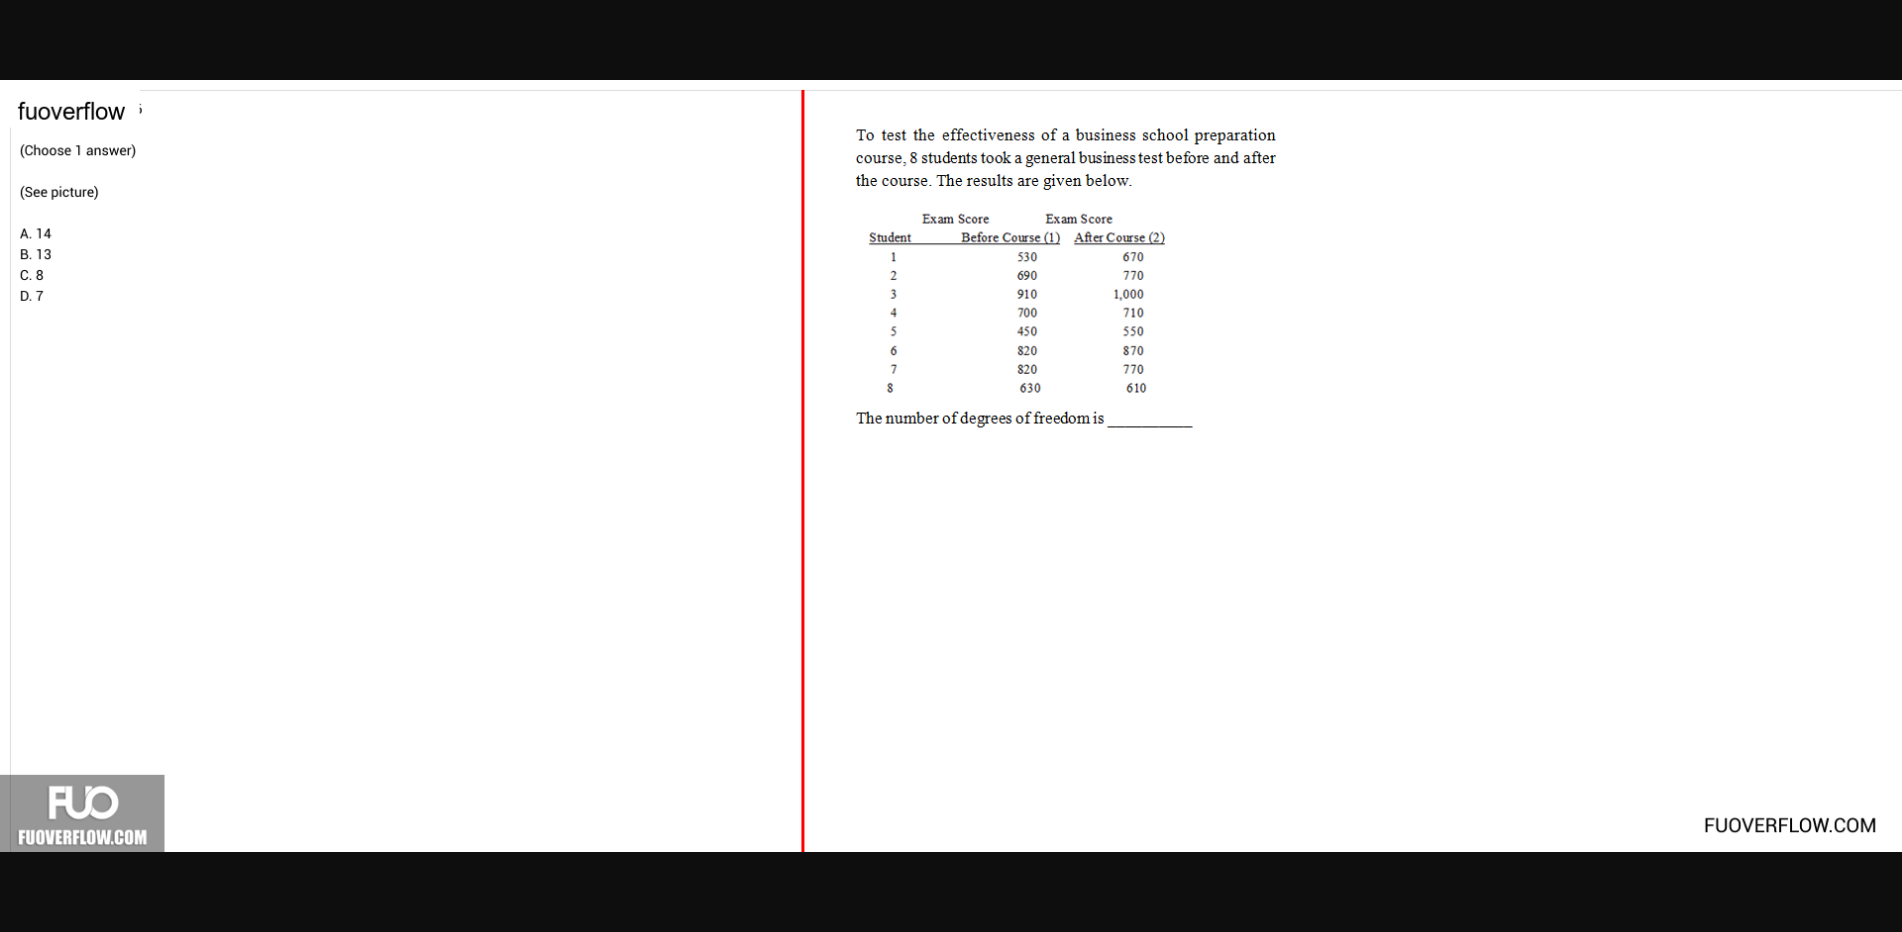 fuoverflow
(Choose 1 answer)
(See picture)
A. 14
B. 13
C. 8
D. 7
To test the effectiveness of a business school preparation
course, 8 students took a general business test before and after
the course. The results are given below.
Exam Score Exam Score
Student Before Course (1) After Course (2)
1 530 670
2 690 770
3 910 1,000
4 700 710
5 450 550
6 820 870
7 820 770
8 630 610
The number of degrees of freedom is __________
FUO
FUOVERFLOW.COM
FUOVERFLOW.COM